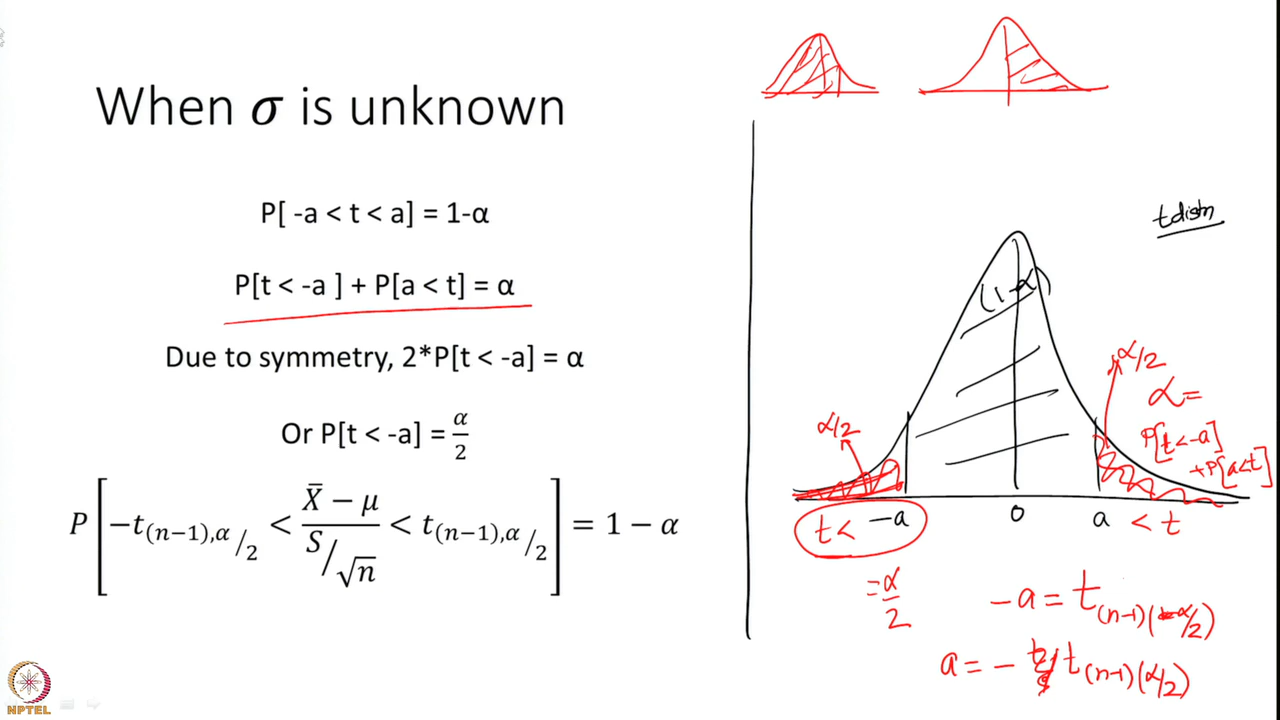 When σ is unknown
P[ -a < t < a] = 1-α
P[t < -a ] + P[a < t] = α
Due to symmetry, 2*P[t < -a] = α
Or P[t < -a] = α/2
P[−t(n−1),α/2 < (X̄ − μ)/(S/√n) < t(n−1),α/2] = 1 − α
t distn
(1-α)
α/2
α/2
α =
P[t < -a]
+ P[a < t]
t < -a
0
a < t
= α/2
-a = t(n-1)(α/2)
a = - t(n-1)(α/2)
NPTEL